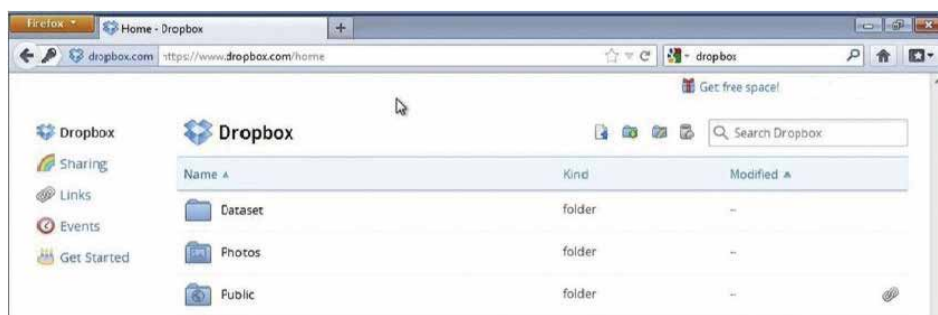 Firefox
Home - Dropbox
+
dropbox.com https://www.dropbox.com/home
dropbox
Get free space!
Dropbox
Dropbox
Search Dropbox
Sharing
Name Kind Modified
Links
Dataset folder --
Events
Photos folder --
Get Started
Public folder --